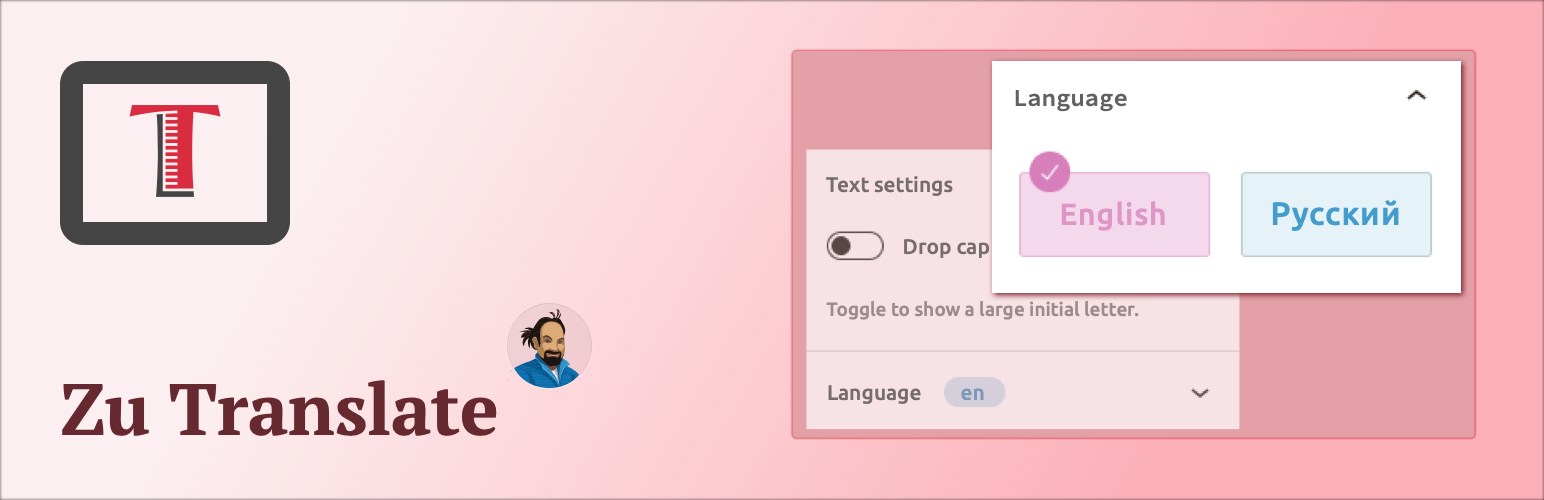 T
Zu Translate
Text settings
Drop cap
Toggle to show a large initial letter.
Language en
Language
English Русский